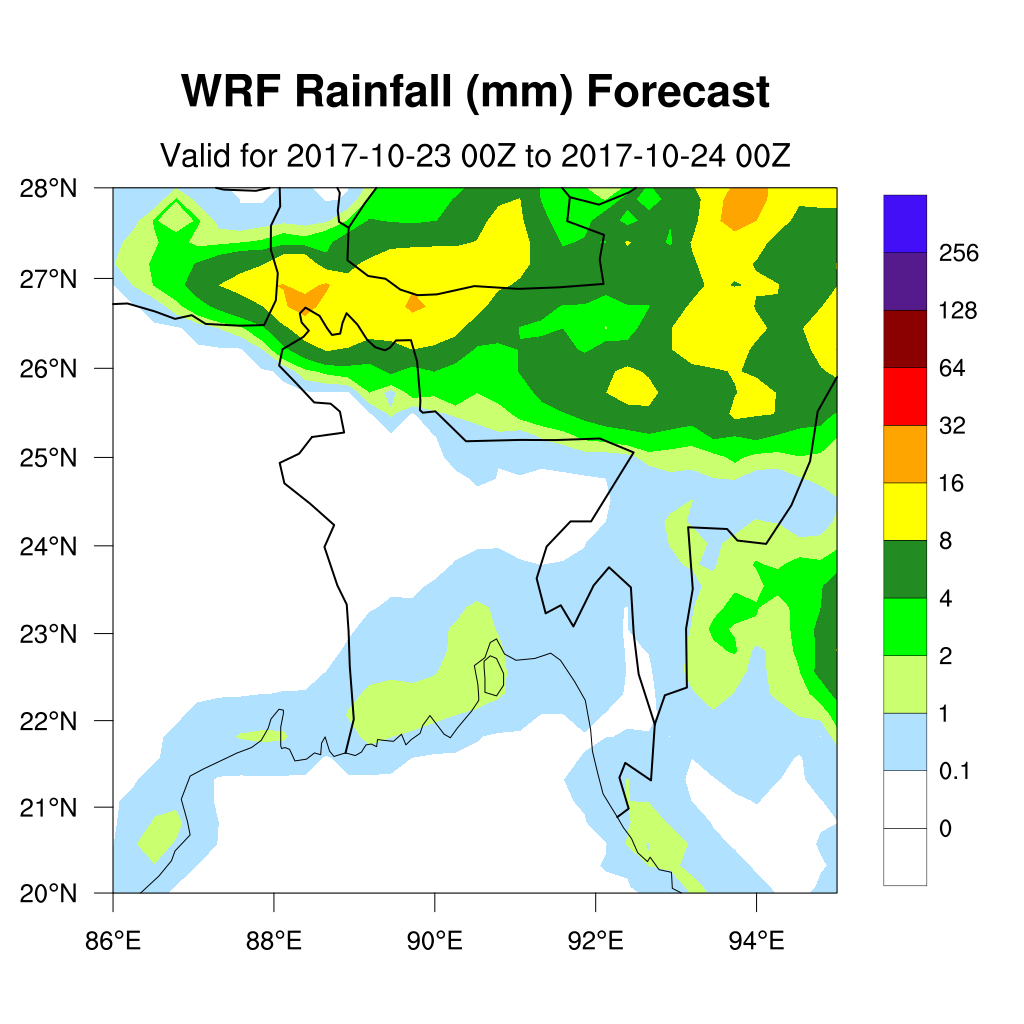 WRF Rainfall (mm) Forecast
Valid for 2017-10-23 00Z to 2017-10-24 00Z
28°N
27°N
26°N
25°N
24°N
23°N
22°N
21°N
20°N
86°E 88°E 90°E 92°E 94°E
256
128
64
32
16
8
4
2
1
0.1
0